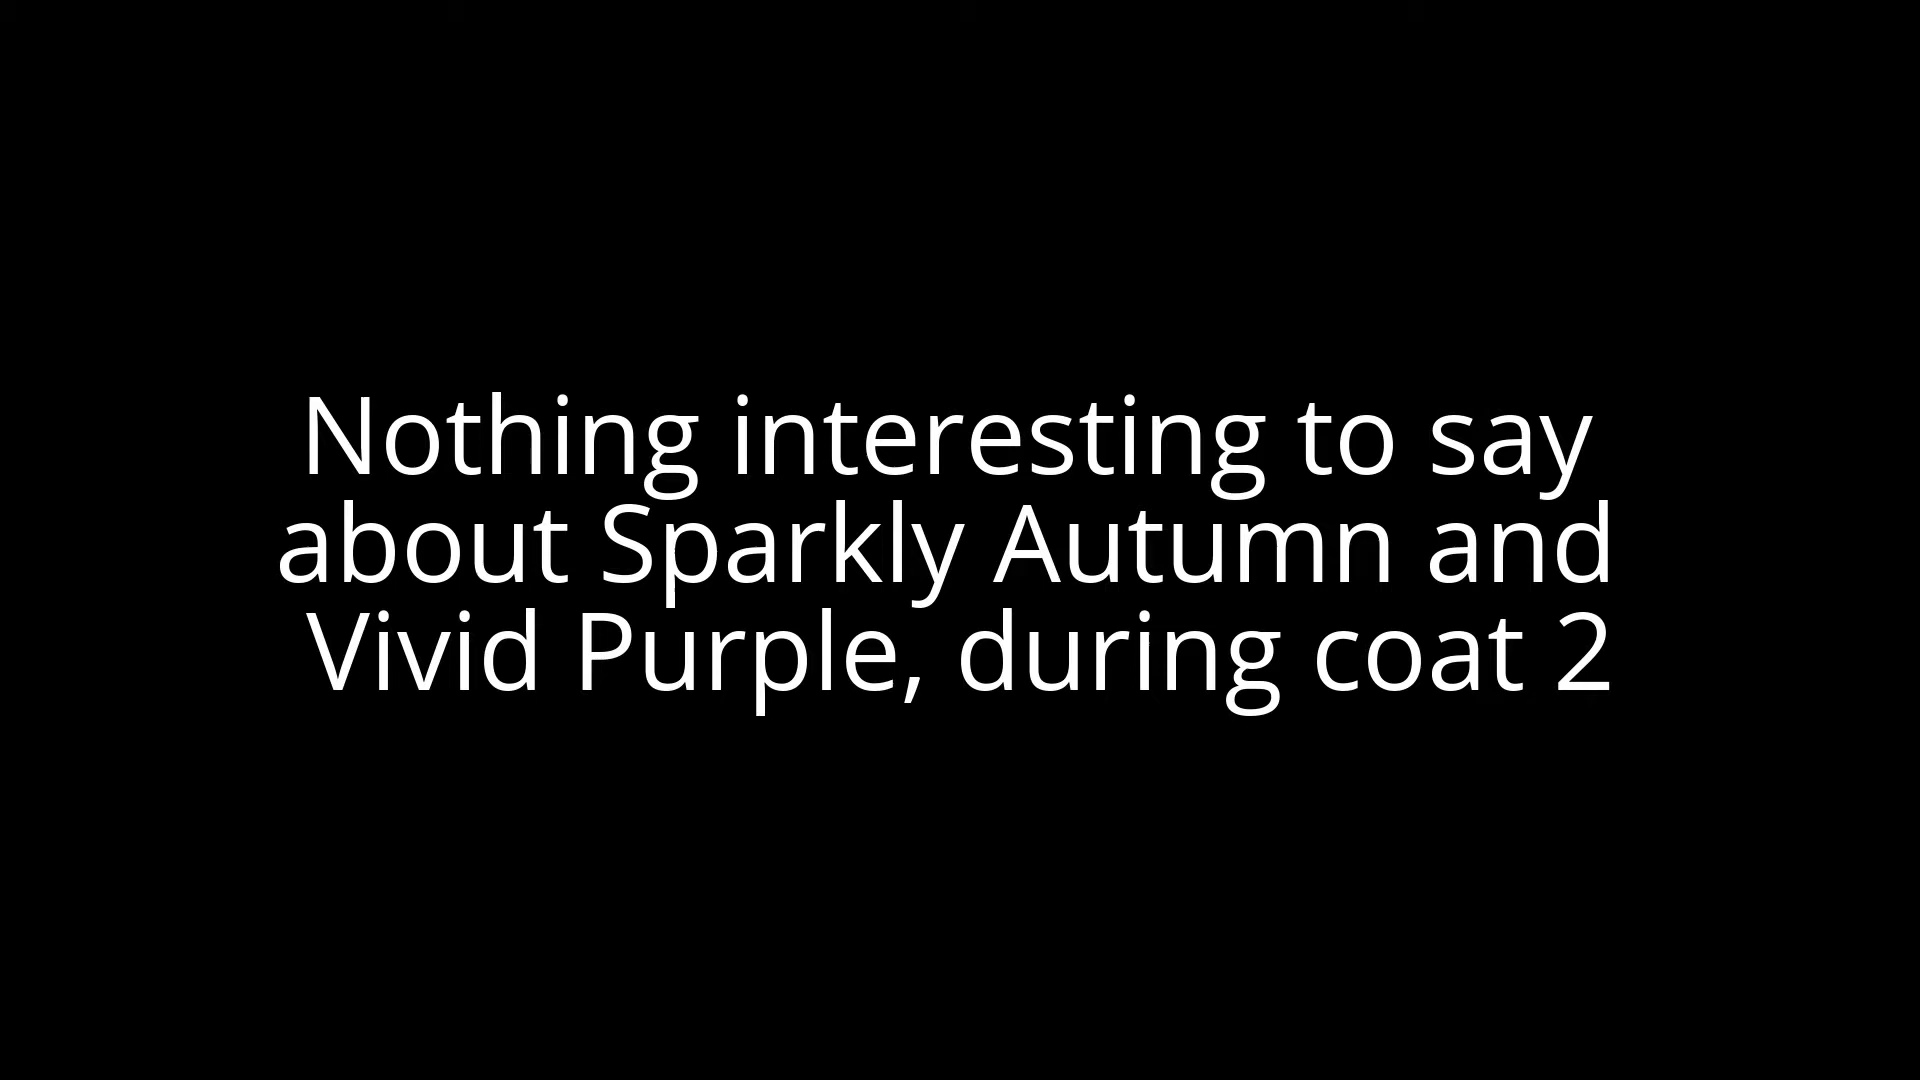 Nothing interesting to say
about Sparkly Autumn and
Vivid Purple, during coat 2